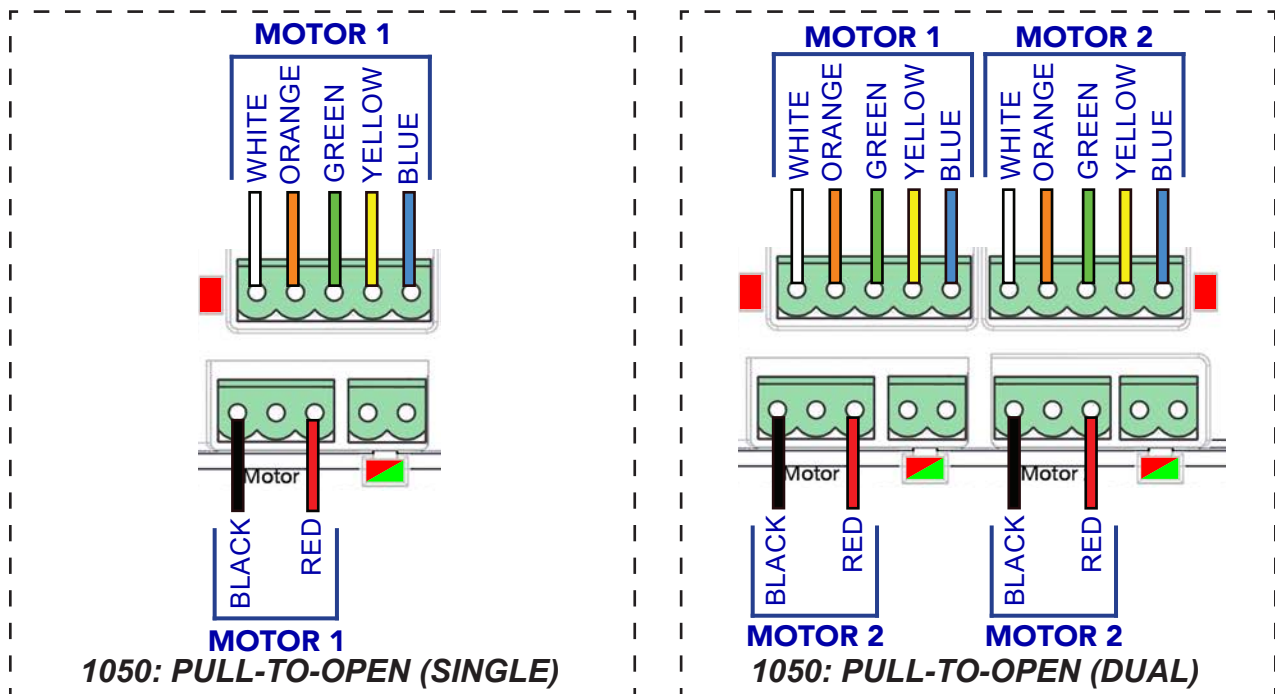 MOTOR 1
WHITE
ORANGE
GREEN
YELLOW
BLUE
Motor
BLACK
RED
MOTOR 1
1050: PULL-TO-OPEN (SINGLE)
MOTOR 1
MOTOR 2
WHITE
ORANGE
GREEN
YELLOW
BLUE
WHITE
ORANGE
GREEN
YELLOW
BLUE
Motor
Motor
BLACK
RED
BLACK
RED
MOTOR 2
MOTOR 2
1050: PULL-TO-OPEN (DUAL)